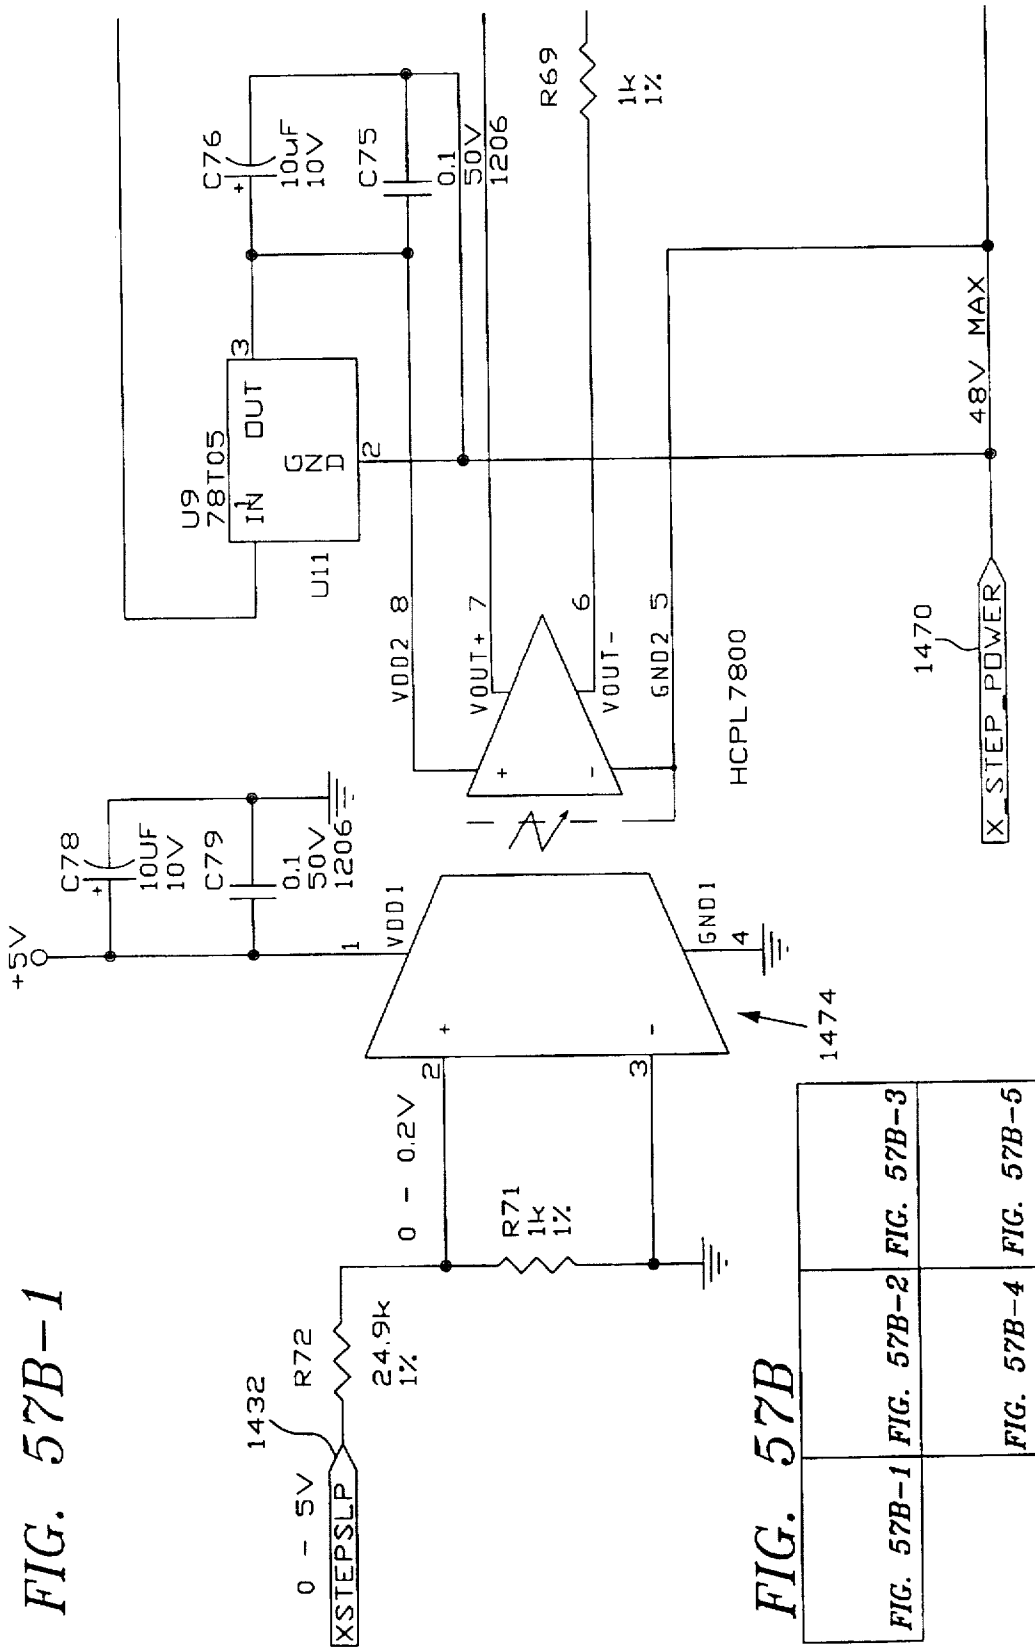 FIG. 57B-1
+5V
C78
10UF
10V
C79
0.1
50V
1206
1
VDD1
GND1
4
+
-
2
3
0 - 0.2V
R71
1k
1%
0 - 5V
1432
XSTEPSLP
R72
24.9k
1%
1474
U9
78T05
1
IN
OUT
3
GND
2
U11
C76
+
10uF
10V
C75
0.1
50V
1206
VDD2 8
VOUT+ 7
6
VOUT-
GND2 5
+
-
HCPL7800
R69
1k
1%
1470
X_STEP_POWER
48V MAX
FIG. 57B
FIG. 57B-1
FIG. 57B-2
FIG. 57B-3
FIG. 57B-4
FIG. 57B-5